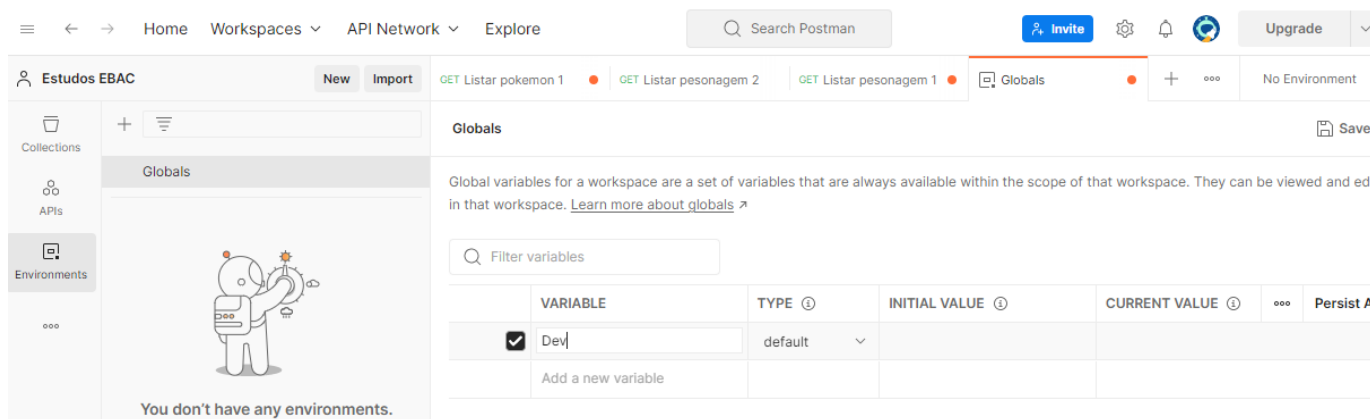 Home Workspaces API Network Explore Search Postman Invite Upgrade
Estudos EBAC New Import GET Listar pokemon 1 GET Listar pesonagem 2 GET Listar pesonagem 1 Globals No Environment
Collections
APIs
Environments
Globals
Globals Save
Global variables for a workspace are a set of variables that are always available within the scope of that workspace. They can be viewed and ed
in that workspace. Learn more about globals
Filter variables
VARIABLE TYPE INITIAL VALUE CURRENT VALUE Persist A
Dev default
Add a new variable
You don't have any environments.